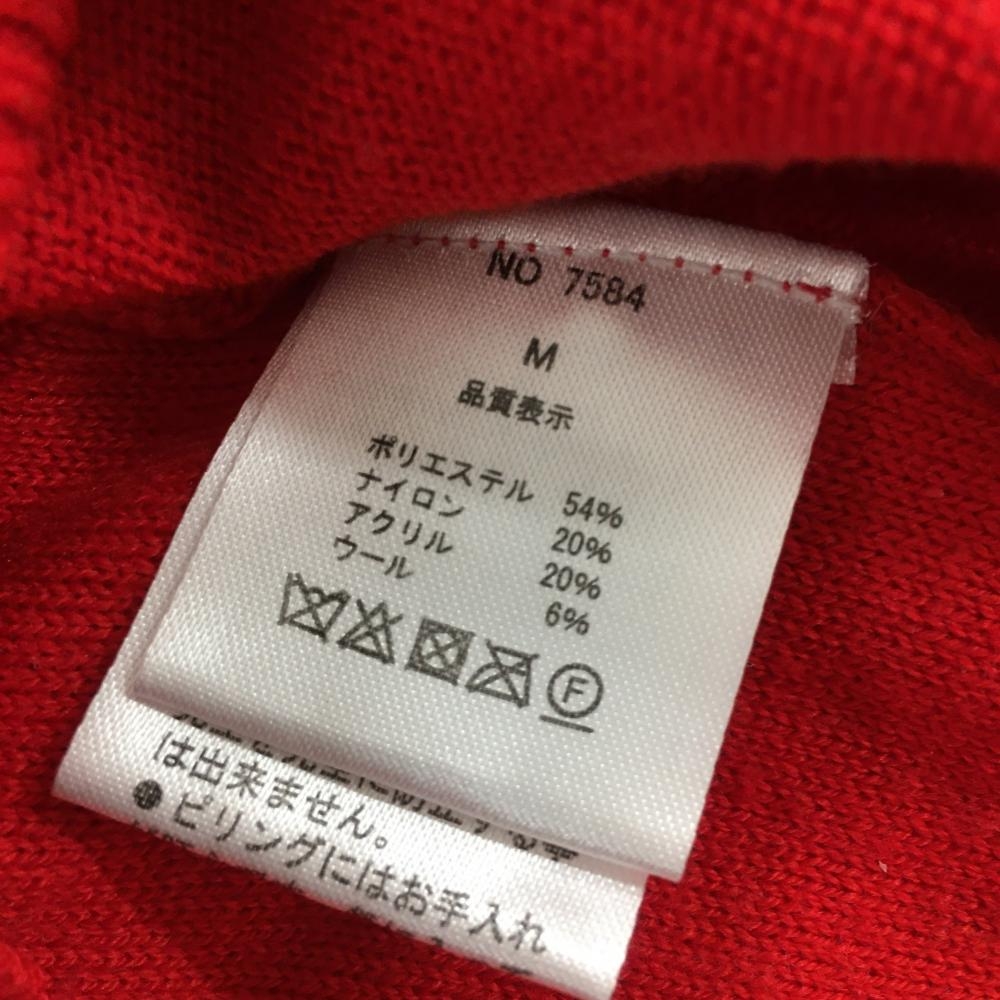 NO 7584
M
品質表示
ポリエステル 54%
ナイロン 20%
アクリル 20%
ウール 6%
F
は出来ません。
●ピリングにはお手入れ